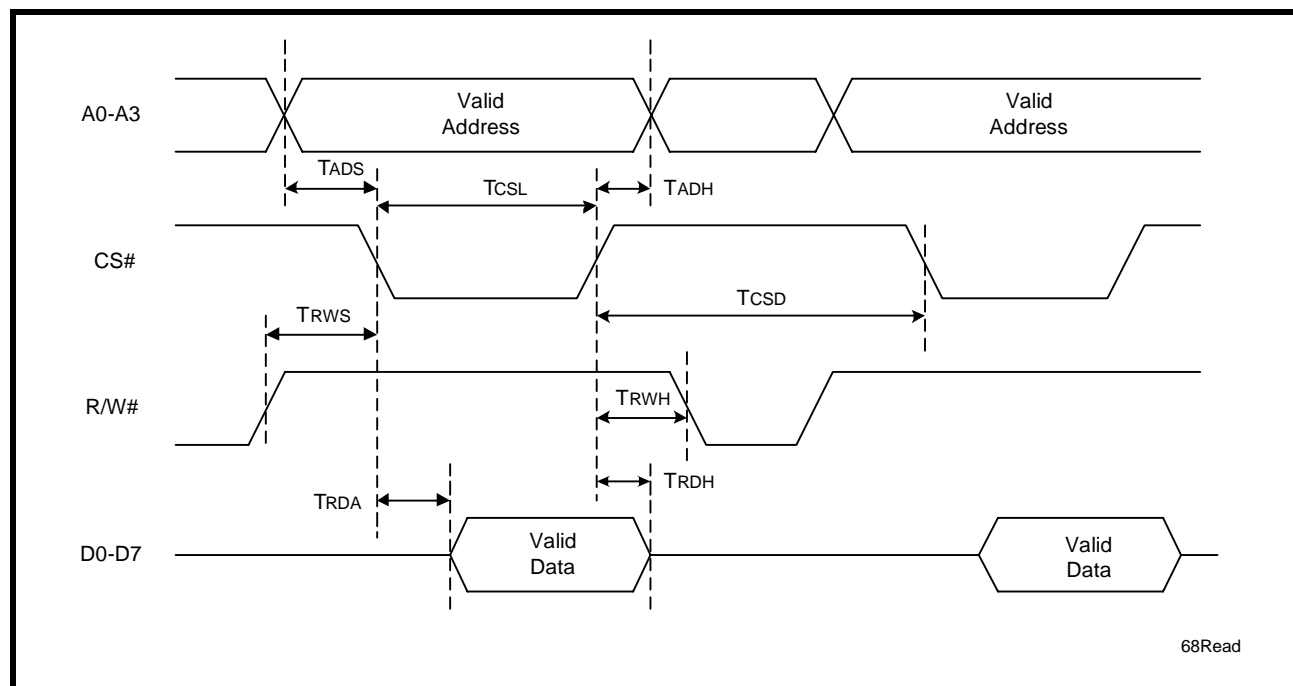 A0-A3
Valid
Address
Valid
Address
TADS
TCSL
TADH
CS#
TCSD
TRWS
R/W#
TRWH
TRDH
TRDA
D0-D7
Valid
Data
Valid
Data
68Read